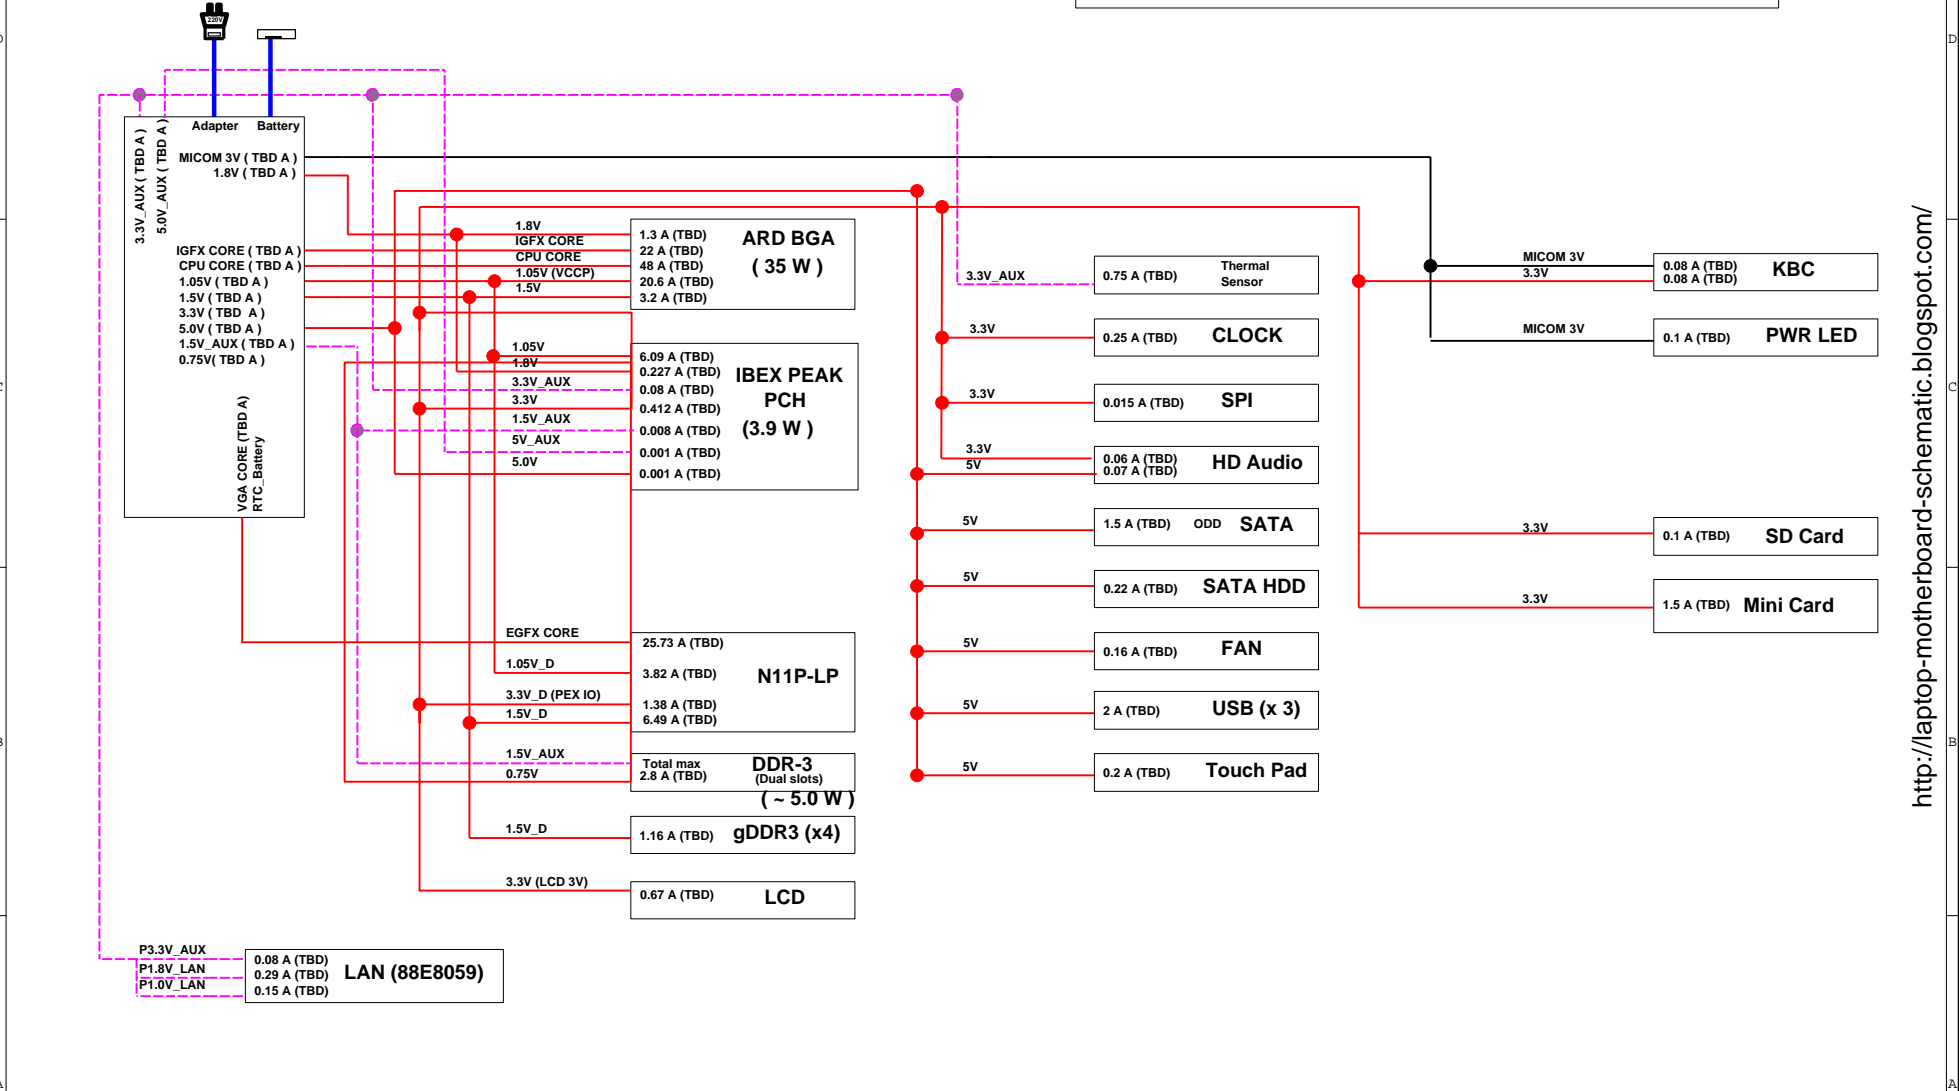 220V
D
D
Adapter
Battery
3.3V_AUX( TBD A )
5.0V_AUX( TBD A )
MICOM 3V ( TBD A )
1.8V ( TBD A )
IGFX CORE ( TBD A )
CPU CORE ( TBD A )
1.05V ( TBD A )
1.5V ( TBD A )
3.3V ( TBD A )
5.0V ( TBD A )
1.5V_AUX ( TBD A )
0.75V( TBD A )
VGA CORE (TBD A)
RTC_Battery
1.8V
IGFX CORE
CPU CORE
1.05V (VCCP)
1.5V
1.3 A (TBD)
22 A (TBD)
48 A (TBD)
20.6 A (TBD)
3.2 A (TBD)
ARD BGA
( 35 W )
1.05V
1.8V
3.3V_AUX
3.3V
1.5V_AUX
5V_AUX
5.0V
6.09 A (TBD)
0.227 A (TBD)
0.08 A (TBD)
0.412 A (TBD)
0.008 A (TBD)
0.001 A (TBD)
0.001 A (TBD)
IBEX PEAK
PCH
(3.9 W )
EGFX CORE
1.05V_D
3.3V_D (PEX IO)
1.5V_D
25.73 A (TBD)
3.82 A (TBD)
1.38 A (TBD)
6.49 A (TBD)
N11P-LP
1.5V_AUX
0.75V
Total max
2.8 A (TBD)
DDR-3
(Dual slots)
( ~ 5.0 W )
1.5V_D
1.16 A (TBD)
gDDR3 (x4)
3.3V (LCD 3V)
0.67 A (TBD)
LCD
P3.3V_AUX
P1.8V_LAN
P1.0V_LAN
0.08 A (TBD)
0.29 A (TBD)
0.15 A (TBD)
LAN (88E8059)
3.3V_AUX
0.75 A (TBD)
Thermal
Sensor
3.3V
0.25 A (TBD)
CLOCK
3.3V
0.015 A (TBD)
SPI
3.3V
5V
0.06 A (TBD)
0.07 A (TBD)
HD Audio
5V
1.5 A (TBD)
ODD SATA
5V
0.22 A (TBD)
SATA HDD
5V
0.16 A (TBD)
FAN
5V
2 A (TBD)
USB (x 3)
5V
0.2 A (TBD)
Touch Pad
MICOM 3V
3.3V
0.08 A (TBD)
0.08 A (TBD)
KBC
MICOM 3V
0.1 A (TBD)
PWR LED
3.3V
0.1 A (TBD)
SD Card
3.3V
1.5 A (TBD)
Mini Card
http://laptop-motherboard-schematic.blogspot.com/
C
C
B
B
A
A